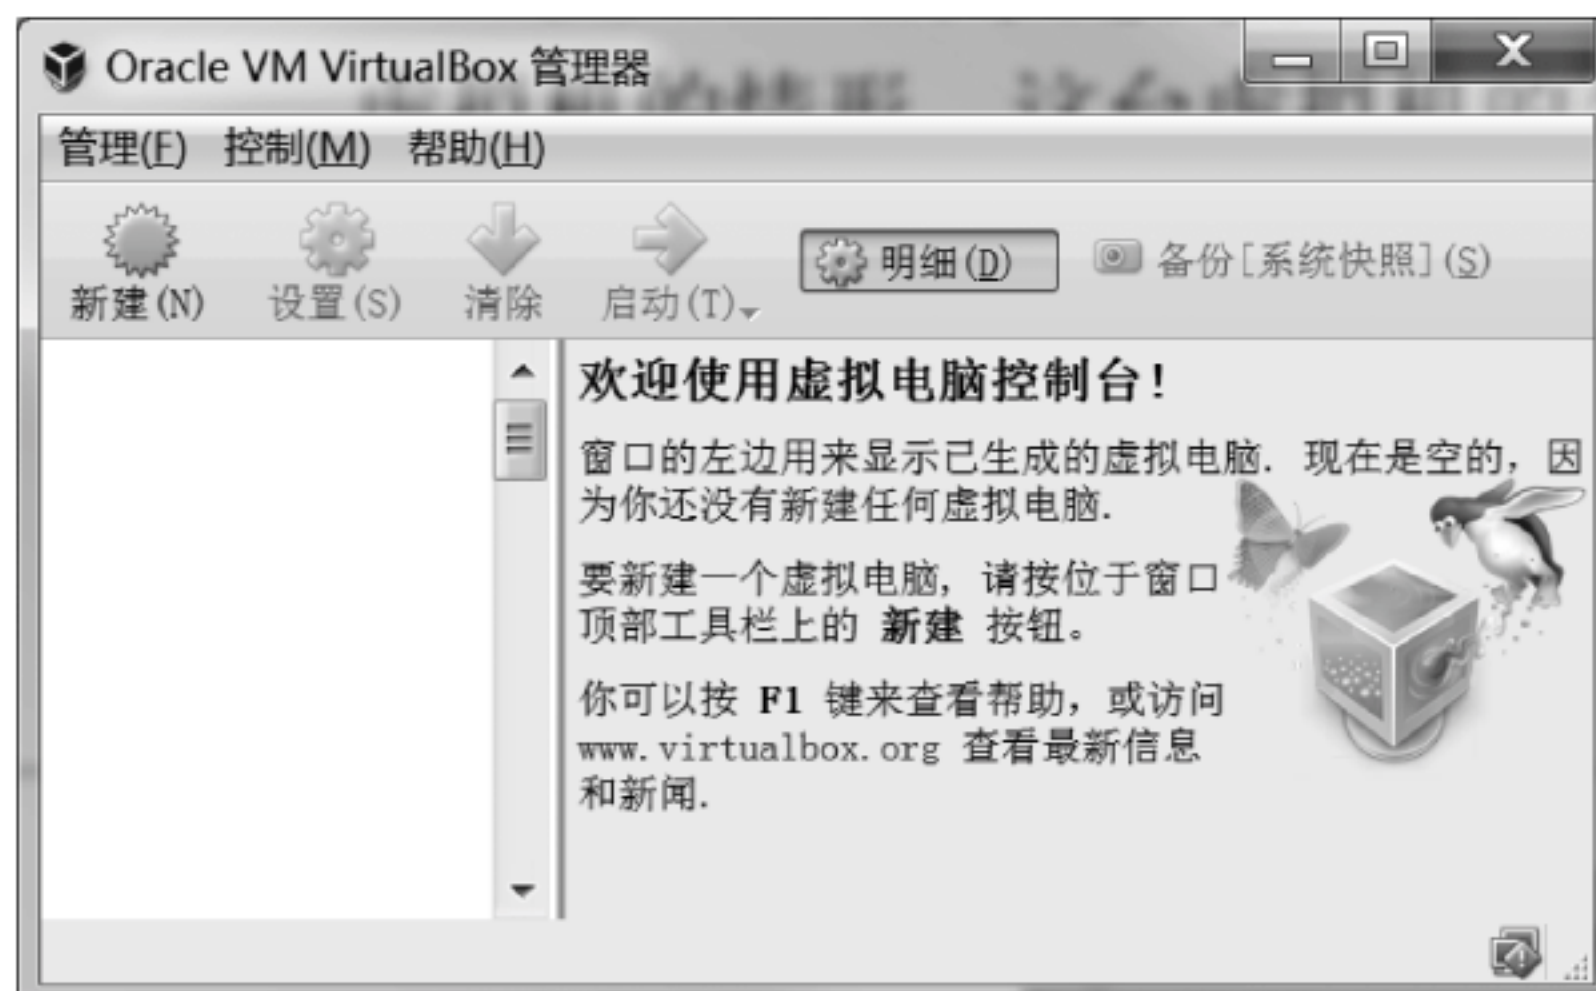 Oracle VM VirtualBox 管理器
管理(F) 控制(M) 帮助(H)
新建(N) 设置(S) 清除 启动(T) 明细(D) 备份[系统快照](S)
欢迎使用虚拟电脑控制台!
窗口的左边用来显示已生成的虚拟电脑. 现在是空的, 因
为你还没有新建任何虚拟电脑.
要新建一个虚拟电脑, 请按位于窗口
顶部工具栏上的 新建 按钮。
你可以按 F1 键来查看帮助, 或访问
www.virtualbox.org 查看最新信息
和新闻.